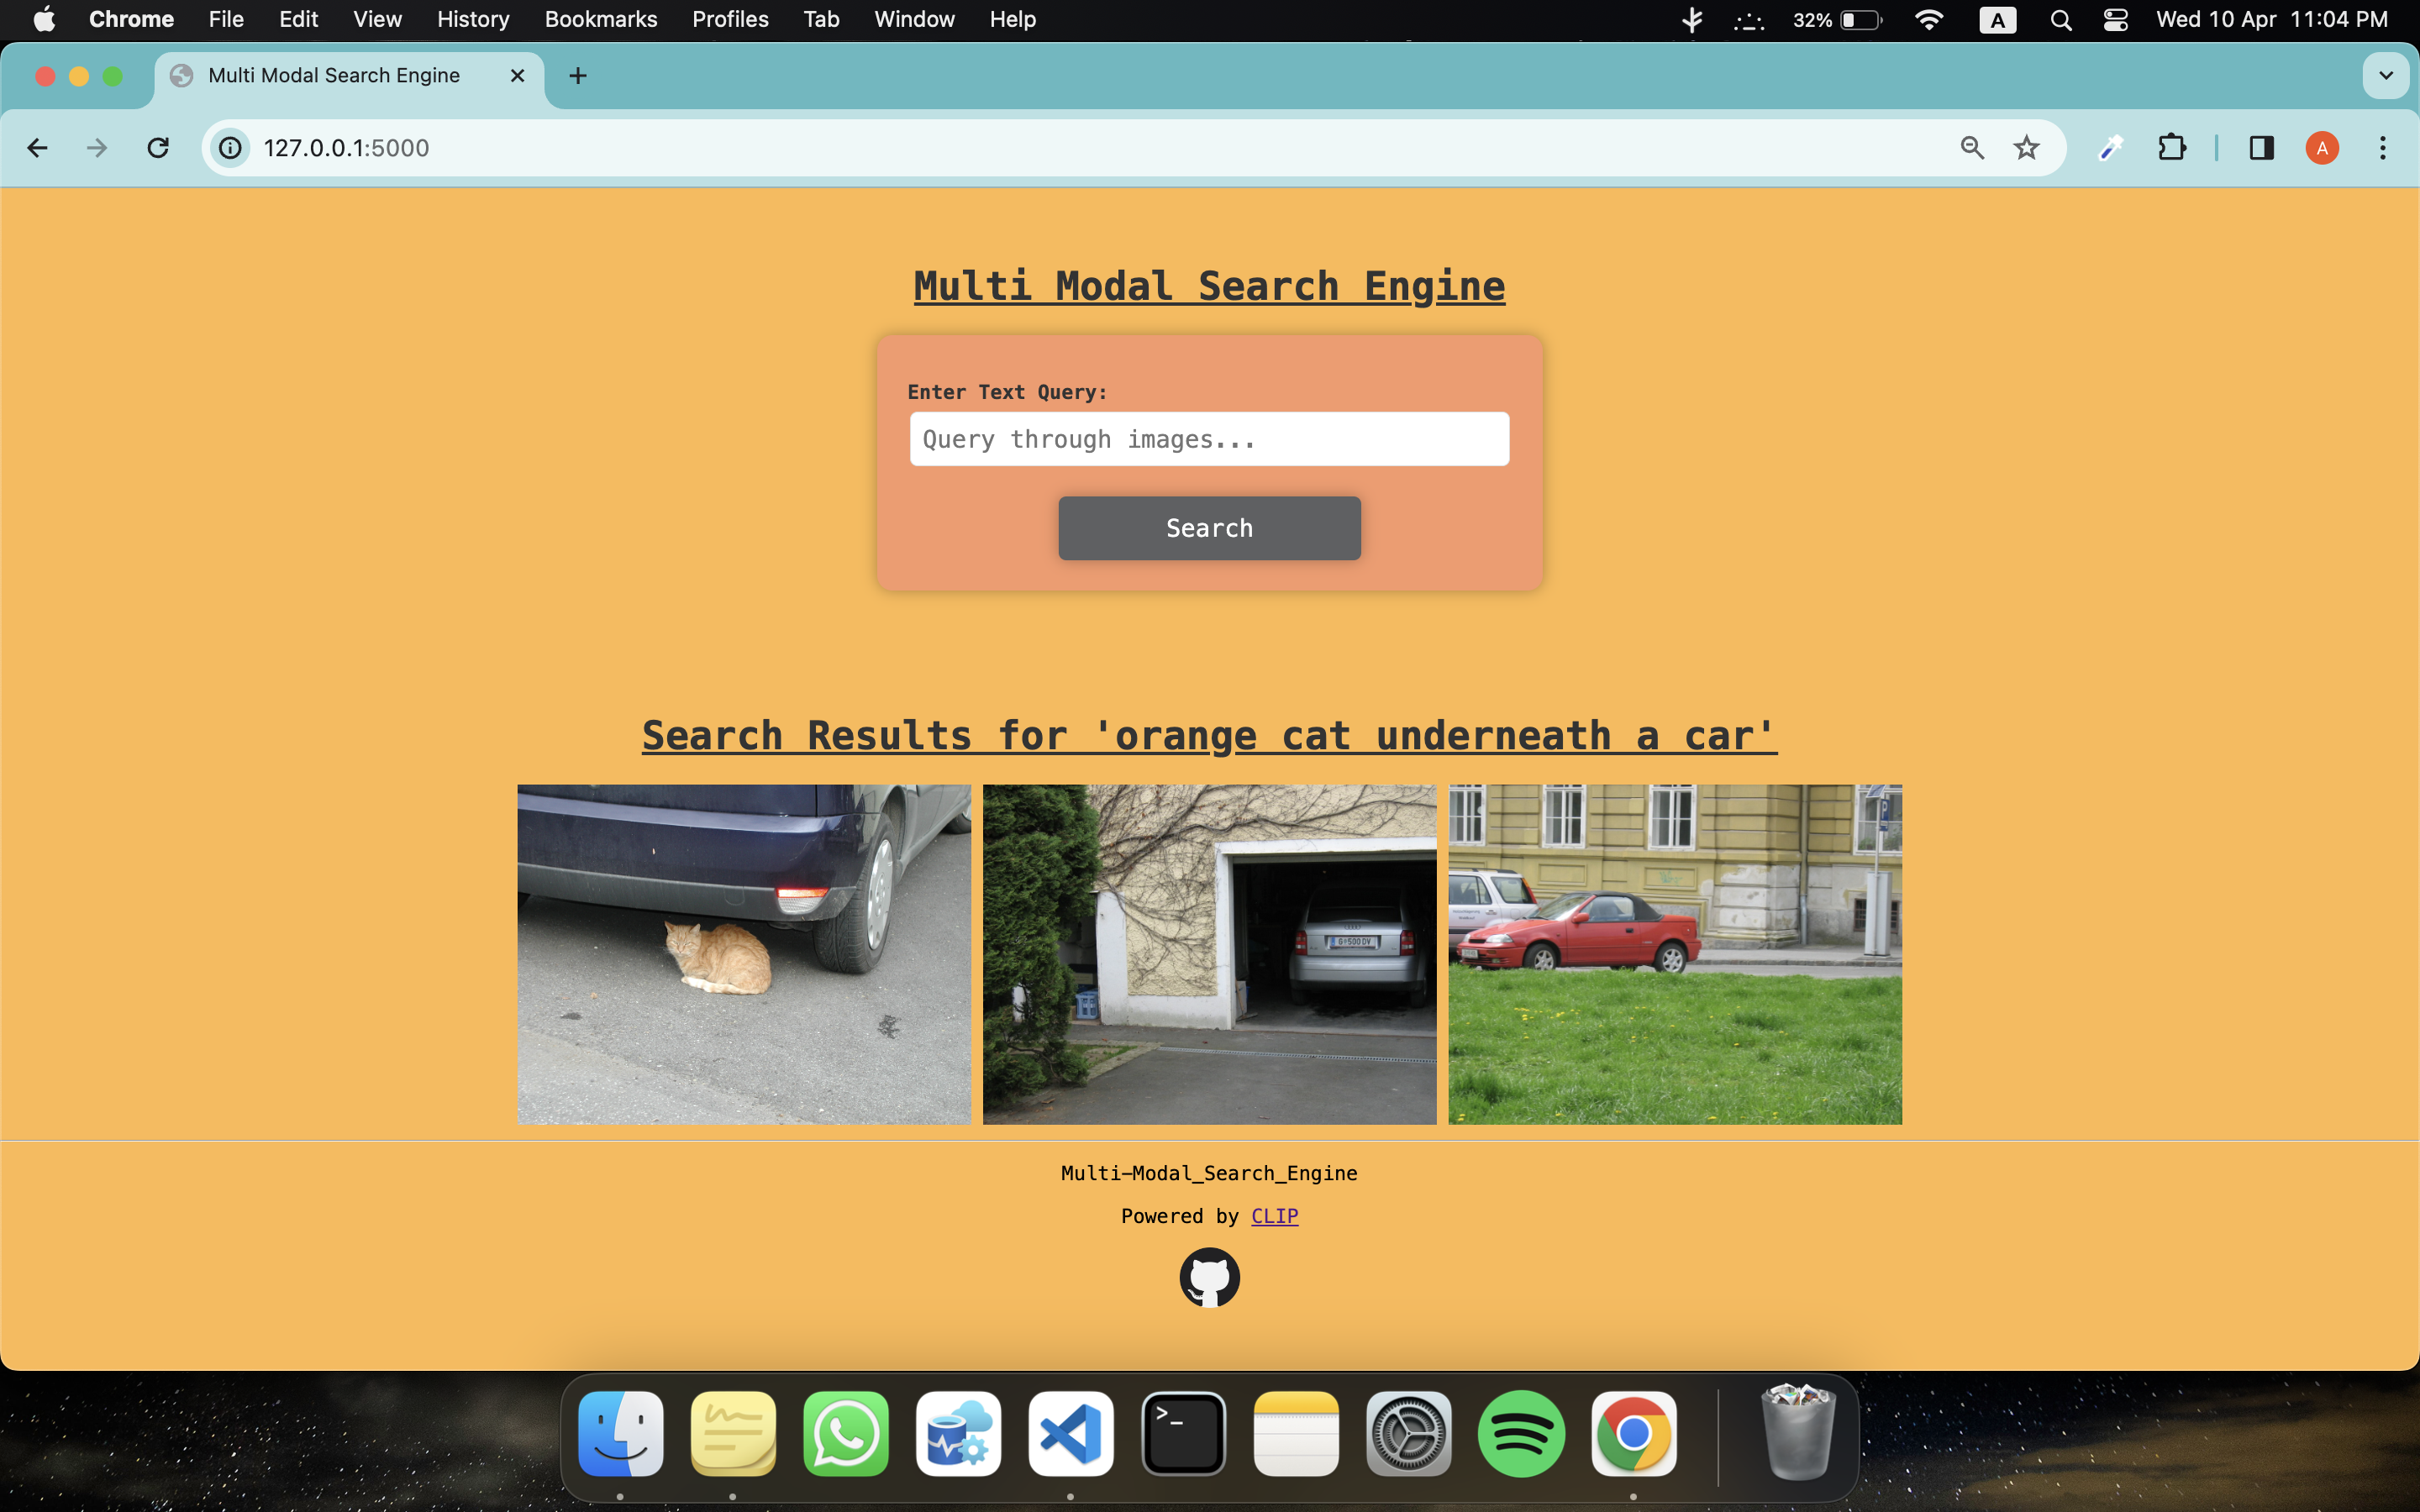 Chrome File Edit View History Bookmarks Profiles Tab Window Help 32% A Wed 10 Apr 11:04 PM
Multi Modal Search Engine
127.0.0.1:5000
A
Multi Modal Search Engine
Enter Text Query:
Query through images...
Search
Search Results for 'orange cat underneath a car'
G 500 DV
P
Multi-Modal_Search_Engine
Powered by CLIP
>_